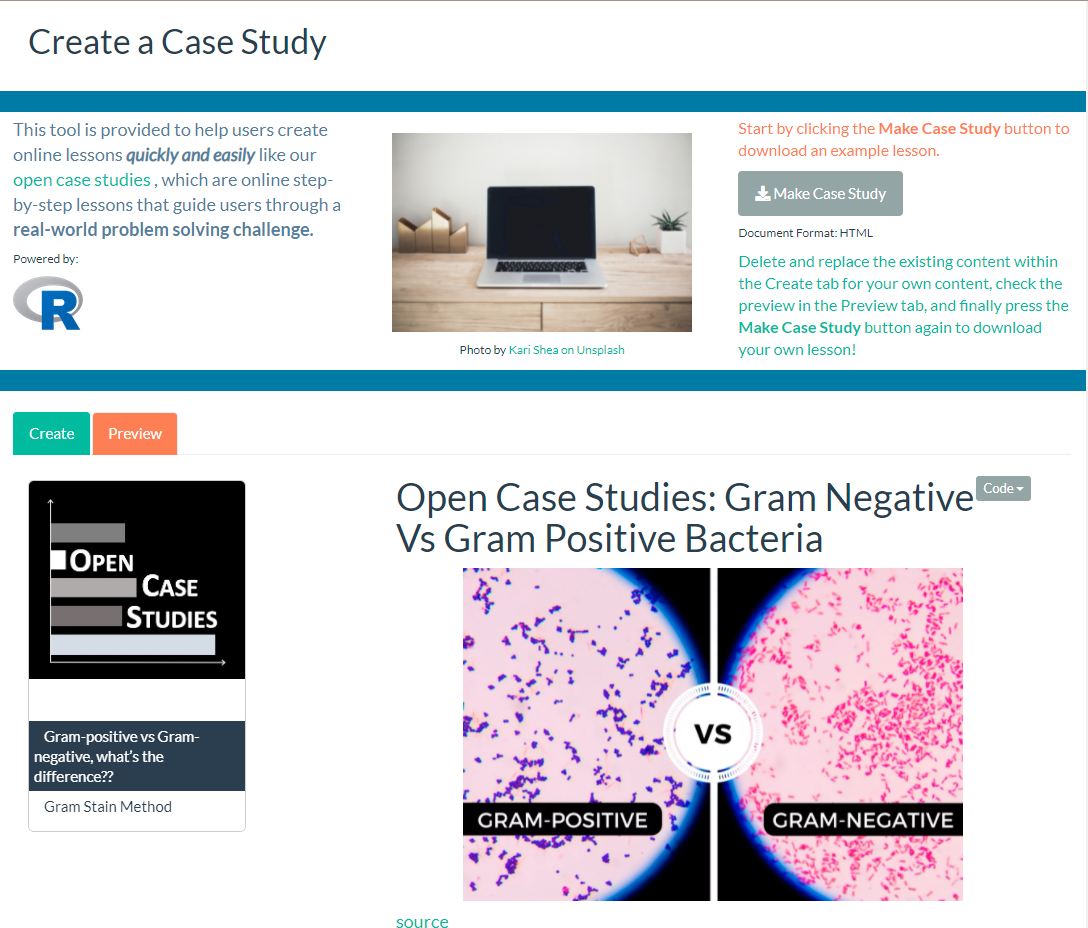 Create a Case Study
This tool is provided to help users create
online lessons quickly and easily like our
open case studies , which are online step-
by-step lessons that guide users through a
real-world problem solving challenge.
Powered by:
R
Photo by Kari Shea on Unsplash
Start by clicking the Make Case Study button to
download an example lesson.
Make Case Study
Document Format: HTML
Delete and replace the existing content within
the Create tab for your own content, check the
preview in the Preview tab, and finally press the
Make Case Study button again to download
your own lesson!
Create
Preview
OPEN
CASE
STUDIES
Gram-positive vs Gram-
negative, what's the
difference??
Gram Stain Method
Open Case Studies: Gram Negative
Vs Gram Positive Bacteria
Code
VS
GRAM-POSITIVE
GRAM-NEGATIVE
source